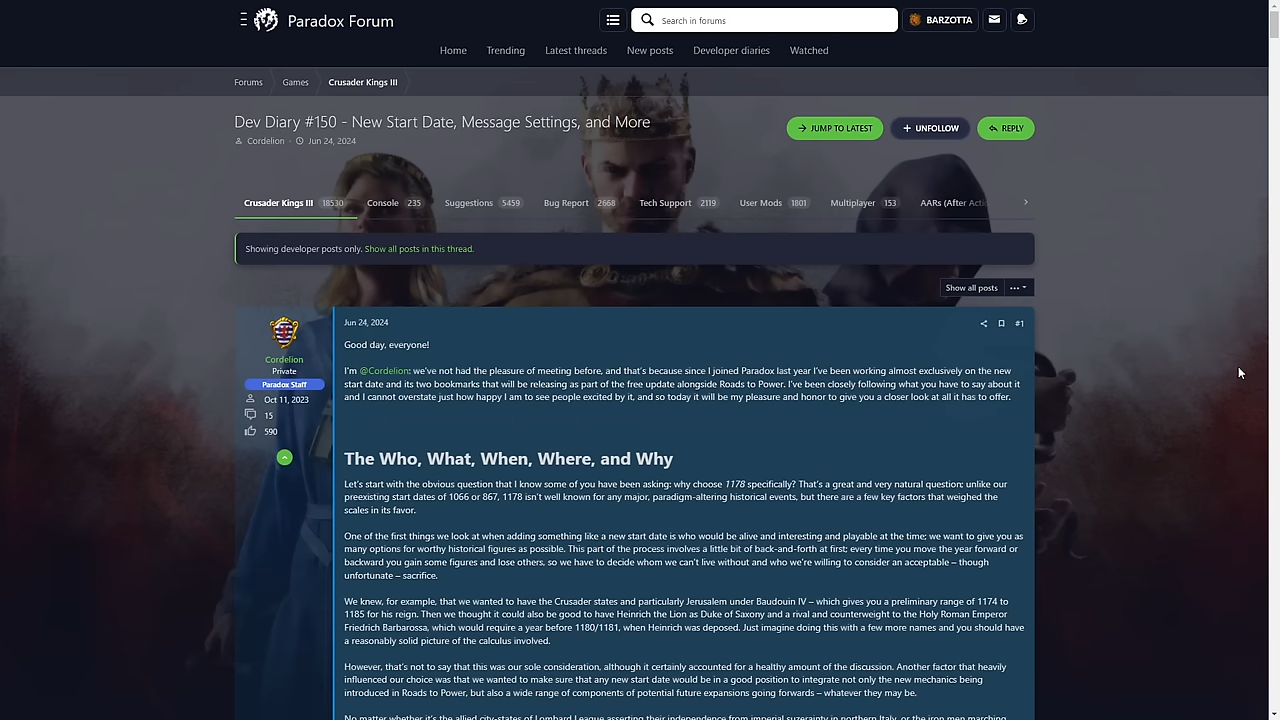 Paradox Forum
Search in forums
BARZOTTA
Home Trending Latest threads New posts Developer diaries Watched
Forums Games Crusader Kings III
Dev Diary #150 - New Start Date, Message Settings, and More
Cordelion · Jun 24, 2024
JUMP TO LATEST UNFOLLOW REPLY
Crusader Kings III 18530 Console 235 Suggestions 5459 Bug Report 2668 Tech Support 2119 User Mods 1801 Multiplayer 153 AARs (After Acti
Showing developer posts only. Show all posts in this thread.
Show all posts
Cordelion
Private
Paradox Staff
Oct 11, 2023
15
590
Jun 24, 2024 #1
Good day, everyone!
I'm @Cordelion: we've not had the pleasure of meeting before, and that's because since I joined Paradox last year I've been working almost exclusively on the new
start date and its two bookmarks that will be releasing as part of the free update alongside Roads to Power. I've been closely following what you have to say about it
and I cannot overstate just how happy I am to see people excited by it, and so today it will be my pleasure and honor to give you a closer look at all it has to offer.
The Who, What, When, Where, and Why
Let's start with the obvious question that I know some of you have been asking: why choose 1178 specifically? That's a great and very natural question; unlike our
preexisting start dates of 1066 or 867, 1178 isn't well known for any major, paradigm-altering historical events, but there are a few key factors that weighed the
scales in its favor.
One of the first things we look at when adding something like a new start date is who would be alive and interesting and playable at the time; we want to give you as
many options for worthy historical figures as possible. This part of the process involves a little bit of back-and-forth at first; every time you move the year forward or
backward you gain some figures and lose others, so we have to decide whom we can't live without and who we're willing to consider an acceptable – though
unfortunate – sacrifice.
We knew, for example, that we wanted to have the Crusader states and particularly Jerusalem under Baudouin IV – which gives you a preliminary range of 1174 to
1185 for his reign. Then we thought it could also be good to have Heinrich the Lion as Duke of Saxony and a rival and counterweight to the Holy Roman Emperor
Friedrich Barbarossa, which would require a year before 1180/1181, when Heinrich was deposed. Just imagine doing this with a few more names and you should have
a reasonably solid picture of the calculus involved.
However, that's not to say that this was our sole consideration, although it certainly accounted for a healthy amount of the discussion. Another factor that heavily
influenced our choice was that we wanted to make sure that any new start date would be in a good position to integrate not only the new mechanics being
introduced in Roads to Power, but also a wide range of components of potential future expansions going forwards – whatever they may be.
No matter whether it's the allied city-states of Lombard League asserting their independence from imperial suzerainty in northern Italy, or the iron men marching